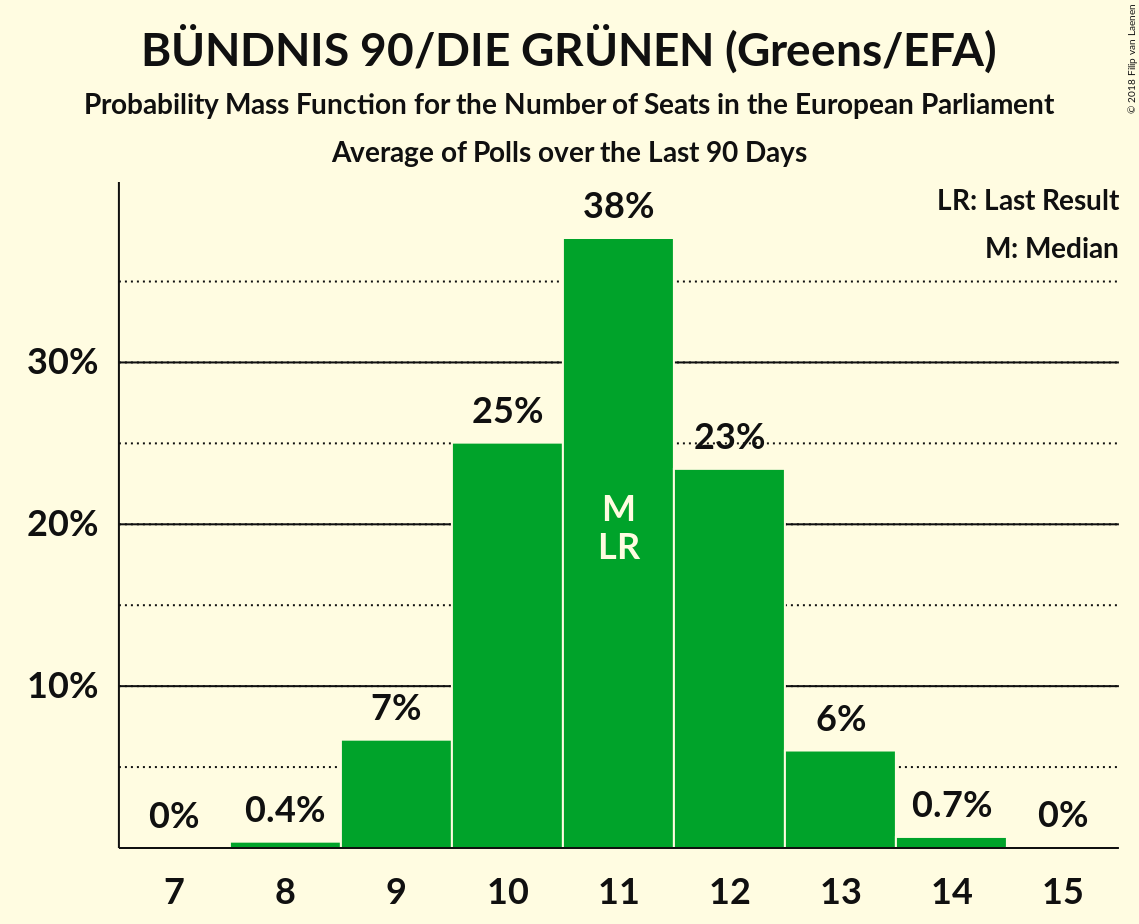 BÜNDNIS 90/DIE GRÜNEN (Greens/EFA)
Probability Mass Function for the Number of Seats in the European Parliament
Average of Polls over the Last 90 Days
© 2018 Filip van Laenen
LR: Last Result
M: Median
38%
30%
25%
23%
20%
M
LR
10%
7%
6%
0%
0.4%
0.7%
0%
7 8 9 10 11 12 13 14 15